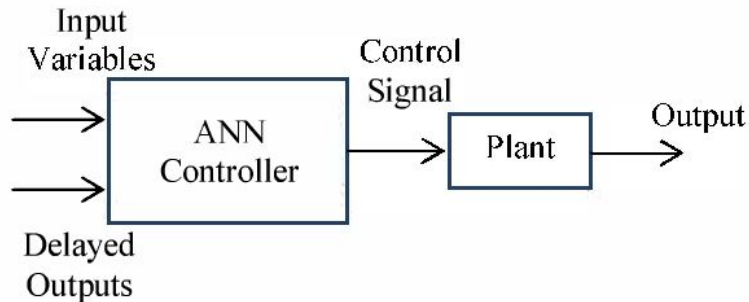 Input
Variables
ANN
Controller
Delayed
Outputs
Control
Signal
Plant
Output